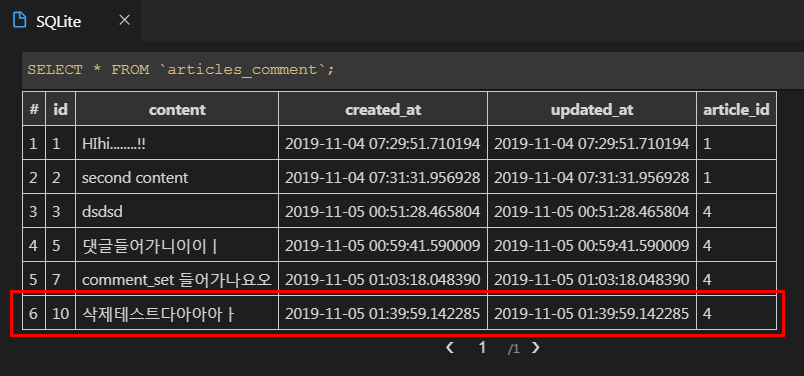 SQLite
SELECT * FROM `articles_comment`;
# id content created_at updated_at article_id
1 1 HIhi........!! 2019-11-04 07:29:51.710194 2019-11-04 07:29:51.710194 1
2 2 second content 2019-11-04 07:31:31.956928 2019-11-04 07:31:31.956928 1
3 3 dsdsd 2019-11-05 00:51:28.465804 2019-11-05 00:51:28.465804 4
4 5 댓글들어가니이이ㅣ 2019-11-05 00:59:41.590009 2019-11-05 00:59:41.590009 4
5 7 comment_set 들어가나요오 2019-11-05 01:03:18.048390 2019-11-05 01:03:18.048390 4
6 10 삭제테스트다아아아ㅏ 2019-11-05 01:39:59.142285 2019-11-05 01:39:59.142285 4
1 /1